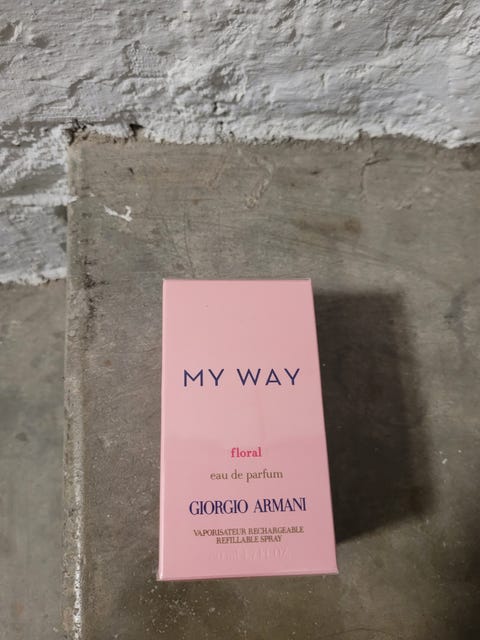 MY WAY
floral
eau de parfum
GIORGIO ARMANI
VAPORISATEUR RECHARGEABLE
REFILLABLE SPRAY